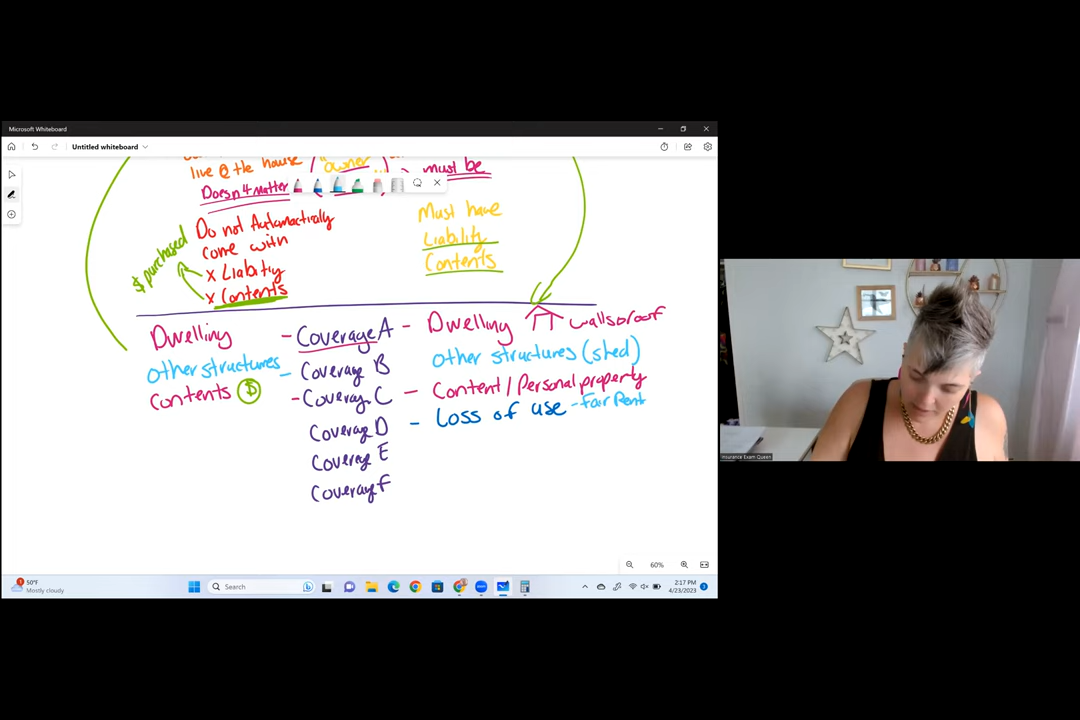 Microsoft Whiteboard
Untitled whiteboard
live @ the house
Doesn't matter
owner
must be
Do not Automactically
come with
x Liability
x Contents
$ purchased
Must have
Liability
Contents
Dwelling - Coverage A - Dwelling walls roof
other structures - Coverage B other structures (shed)
contents $ - Coverage C - Content / Personal property
Coverage D - Loss of use - Fair Rent
Coverage E
Coverage F
60%
Insurance Exam Queen
1
50°F
Mostly cloudy
Search
2:17 PM
4/23/2023